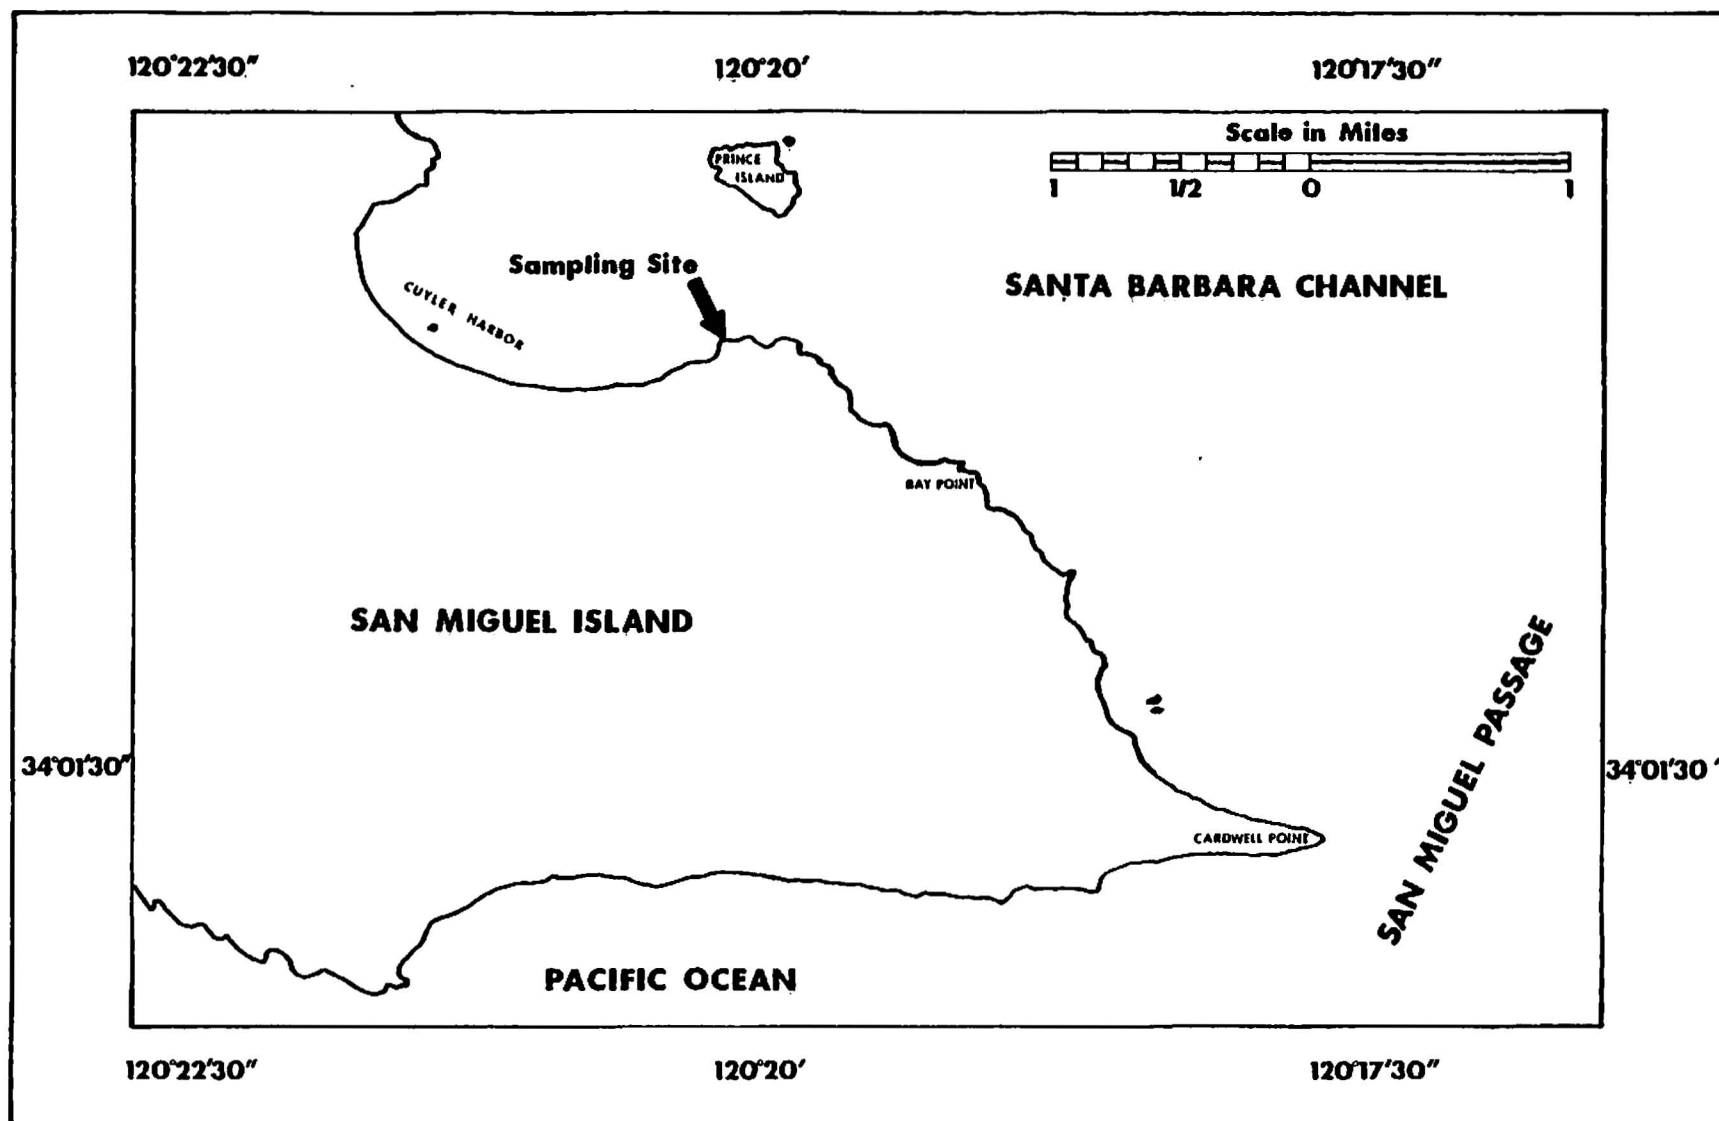 120°22'30" 120°20' 120°17'30"
Scale in Miles
1 1/2 0 1
PRINCE
ISLAND
Sampling Site
SANTA BARBARA CHANNEL
CUYLER HARBOR
BAY POINT
SAN MIGUEL ISLAND
SAN MIGUEL PASSAGE
34°01'30" 34°01'30"
CARDWELL POINT
PACIFIC OCEAN
120°22'30" 120°20' 120°17'30"